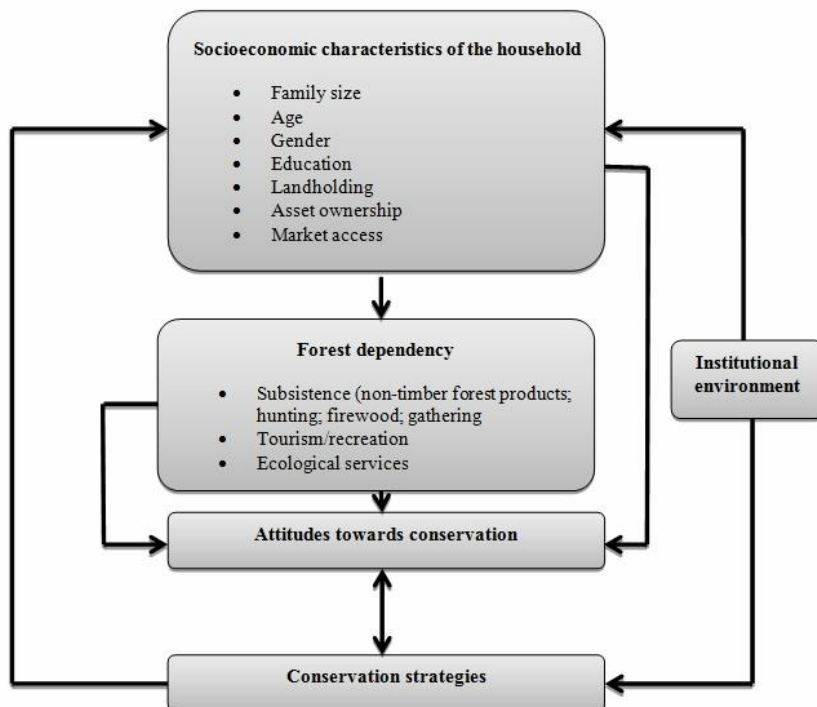 Socioeconomic characteristics of the household
• Family size
• Age
• Gender
• Education
• Landholding
• Asset ownership
• Market access
Forest dependency
• Subsistence (non-timber forest products;
hunting; firewood; gathering
• Tourism/recreation
• Ecological services
Institutional
environment
Attitudes towards conservation
Conservation strategies